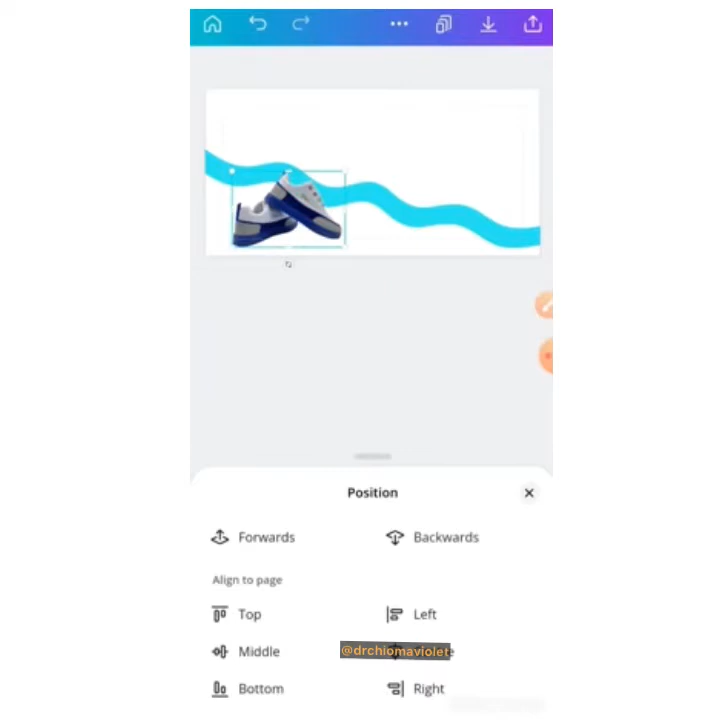 Position
Forwards
Backwards
Align to page
Top
Left
Middle
@drchiomaviolet
Bottom
Right